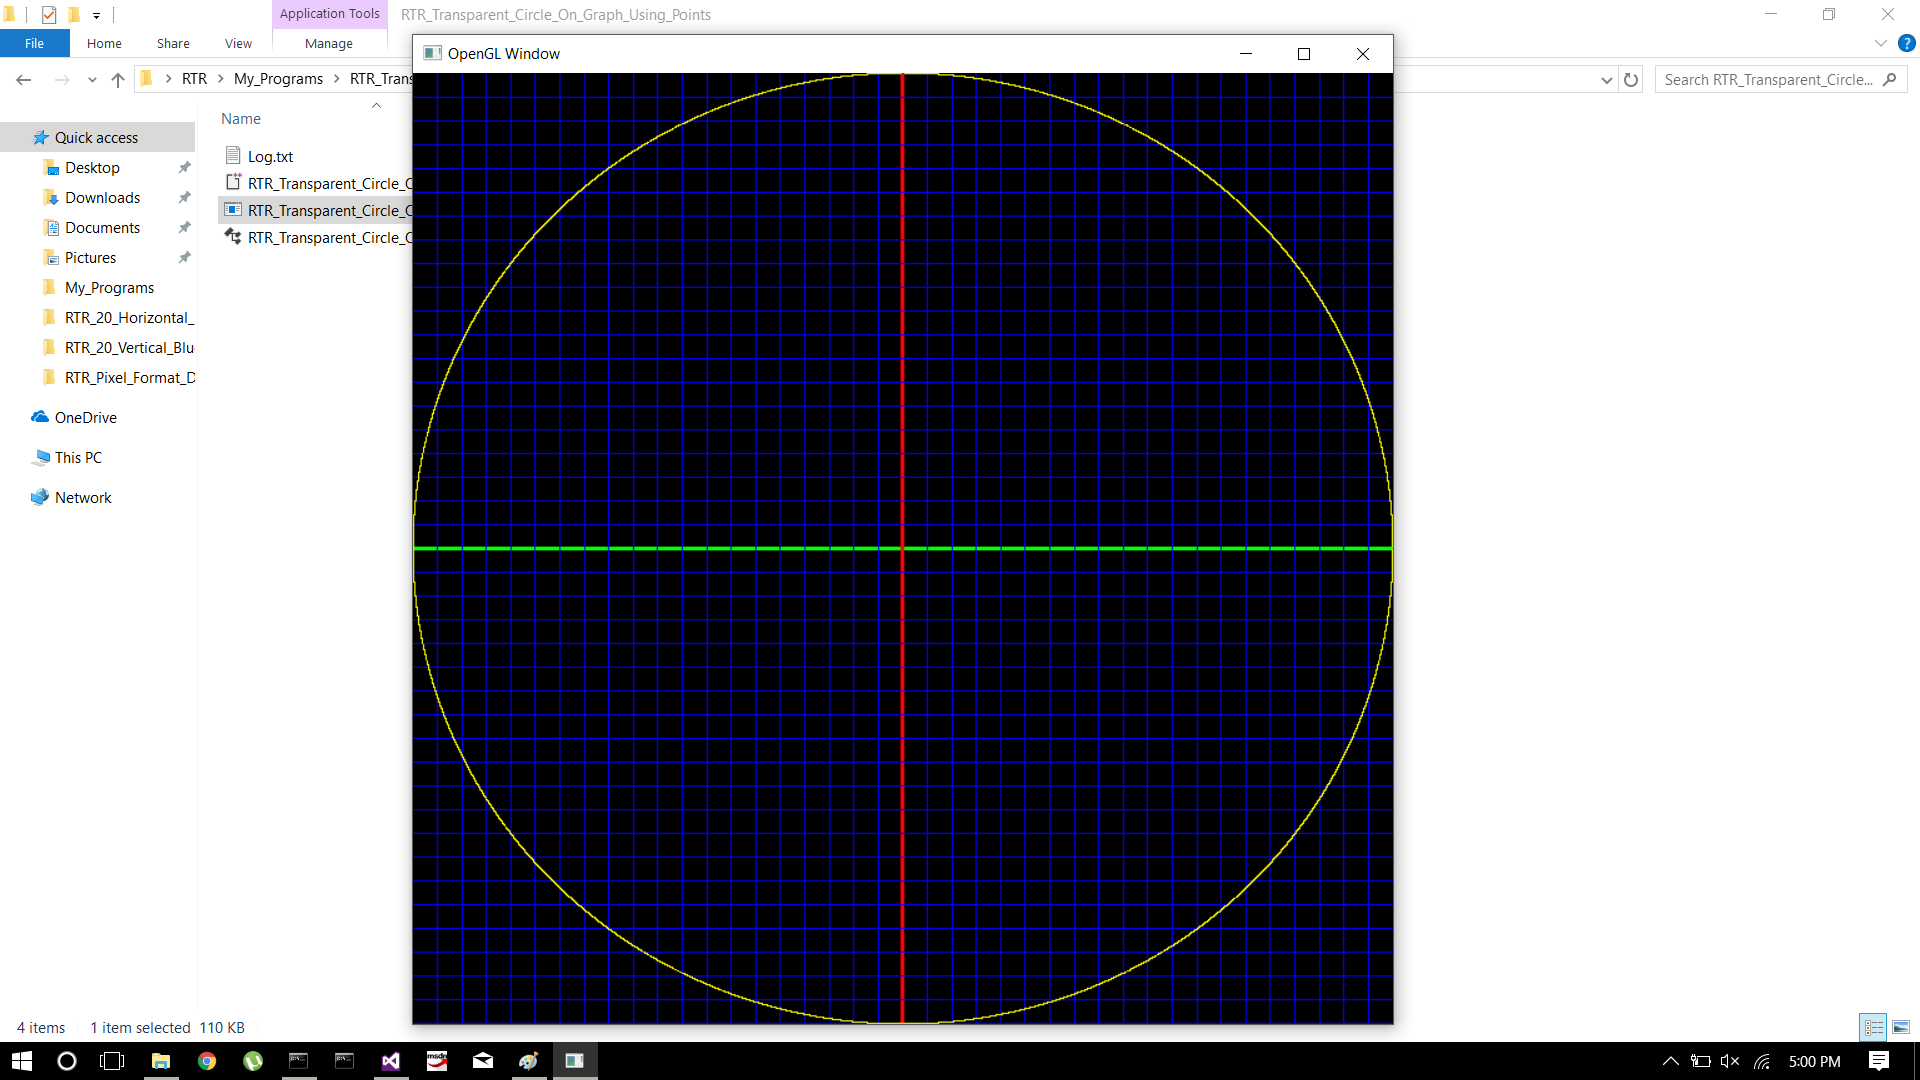 Application Tools
RTR_Transparent_Circle_On_Graph_Using_Points
File
Home
Share
View
Manage
OpenGL Window
RTR
My_Programs
RTR_Trans
Search RTR_Transparent_Circle...
Name
Quick access
Desktop
Downloads
Documents
Pictures
My_Programs
RTR_20_Horizontal_
RTR_20_Vertical_Blu
RTR_Pixel_Format_D
OneDrive
This PC
Network
Log.txt
RTR_Transparent_Circle_C
RTR_Transparent_Circle_C
RTR_Transparent_Circle_C
4 items
1 item selected 110 KB
msdn
5:00 PM